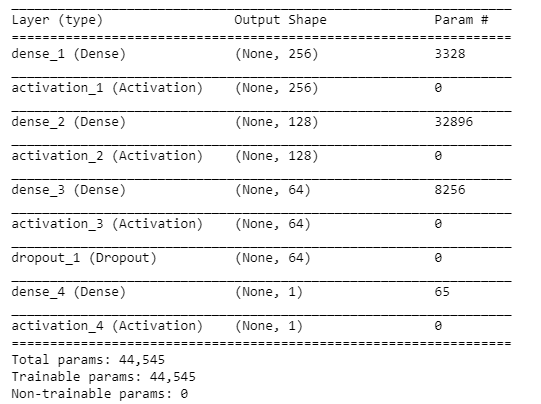 Layer (type) Output Shape Param #
dense_1 (Dense) (None, 256) 3328
activation_1 (Activation) (None, 256) 0
dense_2 (Dense) (None, 128) 32896
activation_2 (Activation) (None, 128) 0
dense_3 (Dense) (None, 64) 8256
activation_3 (Activation) (None, 64) 0
dropout_1 (Dropout) (None, 64) 0
dense_4 (Dense) (None, 1) 65
activation_4 (Activation) (None, 1) 0
Total params: 44,545
Trainable params: 44,545
Non-trainable params: 0